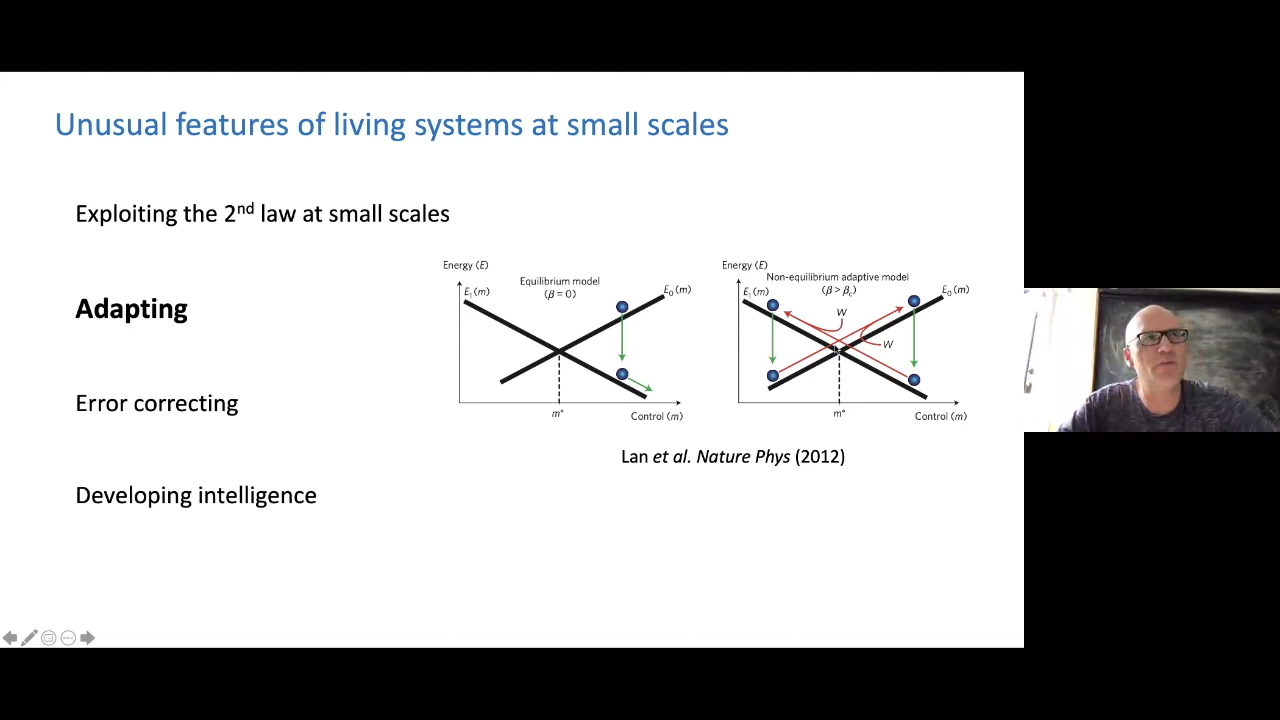 Unusual features of living systems at small scales
Exploiting the 2nd law at small scales
Adapting
Error correcting
Developing intelligence
Energy (E)
Equilibrium model
(β = 0)
E₁(m)
E₀(m)
m*
Control (m)
Energy (E)
Non-equilibrium adaptive model
(β > βc)
E₁(m)
E₀(m)
W
W
m*
Control (m)
Lan et al. Nature Phys (2012)